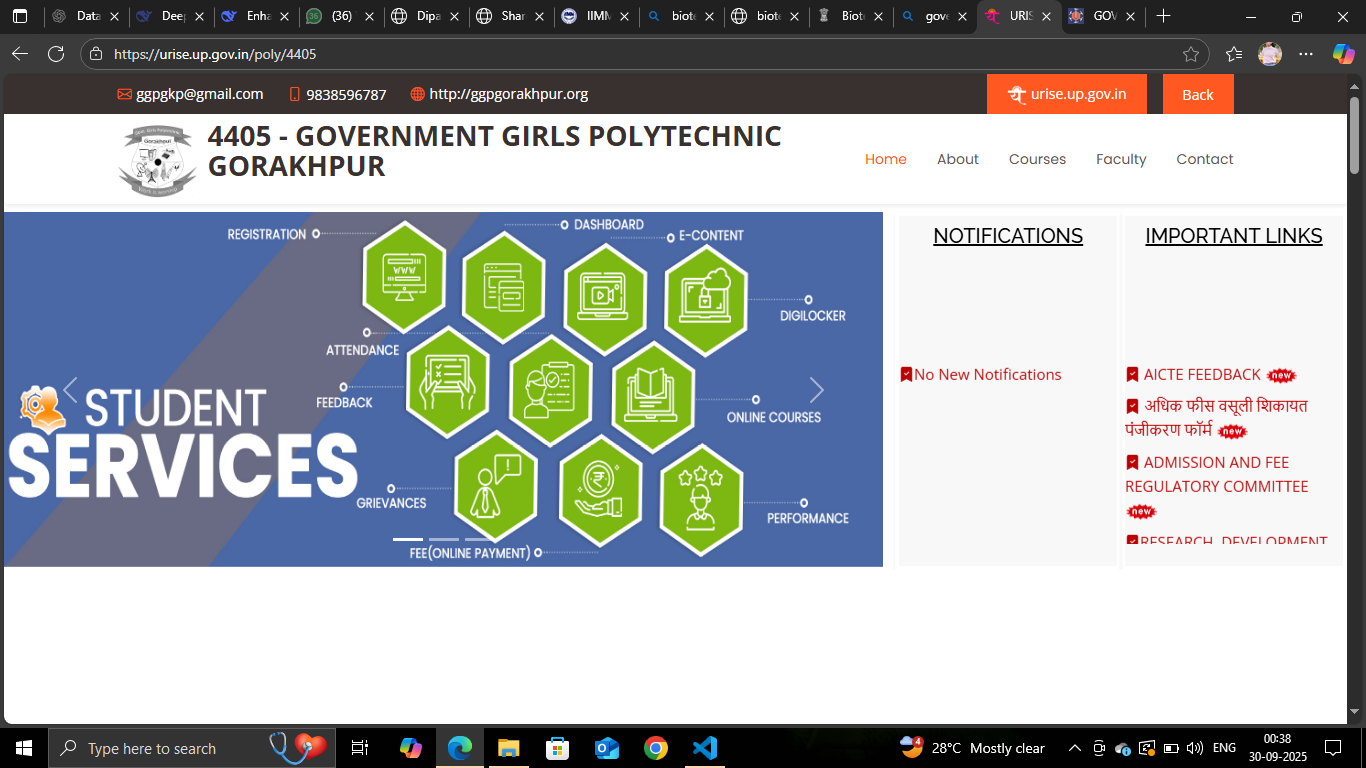 Data
Deep
Enha
(36)
Dipa
Shar
IIMM
biote
biote
Biota
gove
URIS
GOV
https://urise.up.gov.in/poly/4405
ggpgkp@gmail.com
9838596787
http://ggpgorakhpur.org
urise.up.gov.in
Back
4405 - GOVERNMENT GIRLS POLYTECHNIC
GORAKHPUR
Home
About
Courses
Faculty
Contact
REGISTRATION
DASHBOARD
E-CONTENT
WWW
DIGILOCKER
ATTENDANCE
FEEDBACK
ONLINE COURSES
STUDENT
SERVICES
GRIEVANCES
PERFORMANCE
FEE(ONLINE PAYMENT)
NOTIFICATIONS
No New Notifications
IMPORTANT LINKS
AICTE FEEDBACK new
अधिक फीस वसूली शिकायत
पंजीकरण फॉर्म new
ADMISSION AND FEE
REGULATORY COMMITTEE
new
RESEARCH, DEVELOPMENT
Type here to search
4
28°C Mostly clear
ENG
00:38
30-09-2025